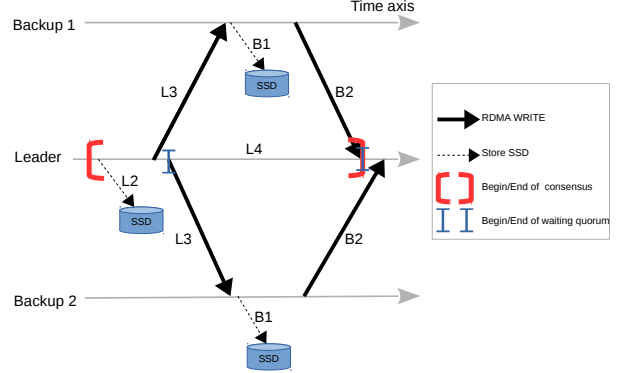 Time axis
Backup 1
B1
SSD
L3
B2
RDMA WRITE
Leader
L4
Store SSD
L2
Begin/End of consensus
SSD
Begin/End of waiting quorum
L3
B2
Backup 2
B1
SSD